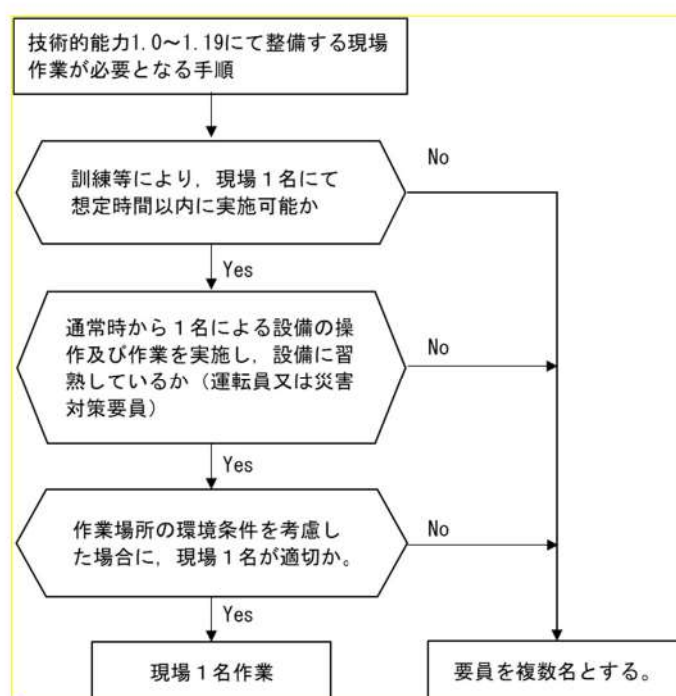 技術的能力1.0～1.19にて整備する現場
作業が必要となる手順
No
訓練等により，現場１名にて
想定時間以内に実施可能か
Yes
通常時から１名による設備の操
作及び作業を実施し，設備に習
熟しているか（運転員又は災害
対策要員）
No
Yes
作業場所の環境条件を考慮し
た場合に，現場１名が適切か。
No
Yes
現場１名作業
要員を複数名とする。